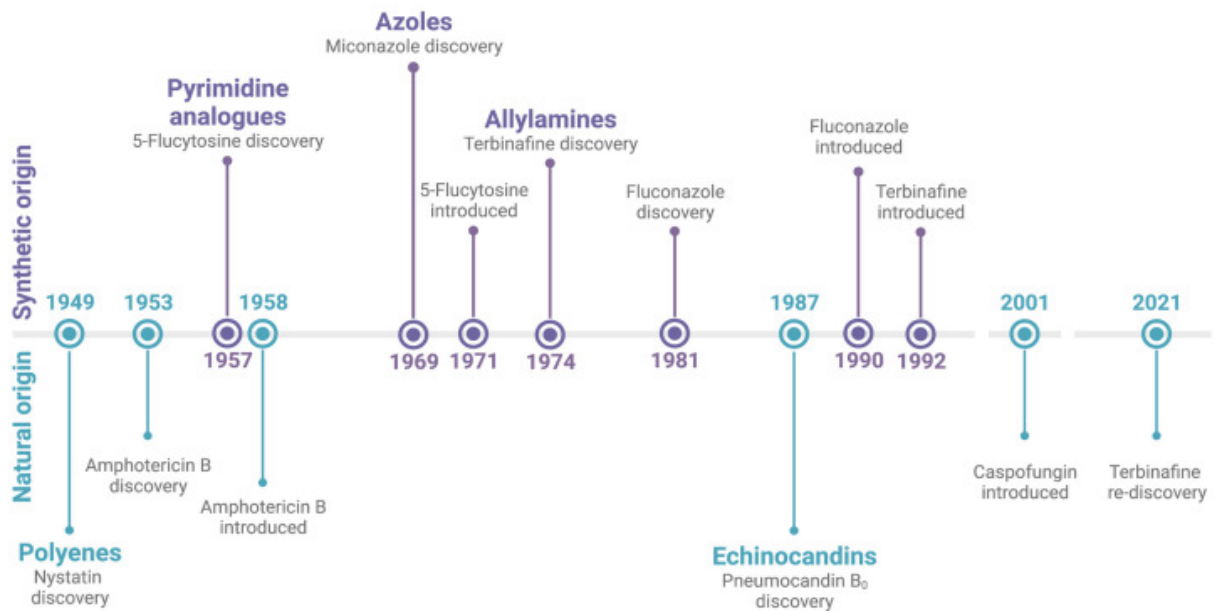 Azoles
Miconazole discovery
Pyrimidine
analogues
5-Flucytosine discovery
Allylamines
Terbinafine discovery
5-Flucytosine
introduced
Fluconazole
discovery
Fluconazole
introduced
Terbinafine
introduced
Synthetic origin
1949
1953
1958
1987
2001
2021
1957
1969
1971
1974
1981
1990
1992
Natural origin
Amphotericin B
discovery
Amphotericin B
introduced
Caspofungin
introduced
Terbinafine
re-discovery
Polyenes
Nystatin
discovery
Echinocandins
Pneumocandin B₀
discovery